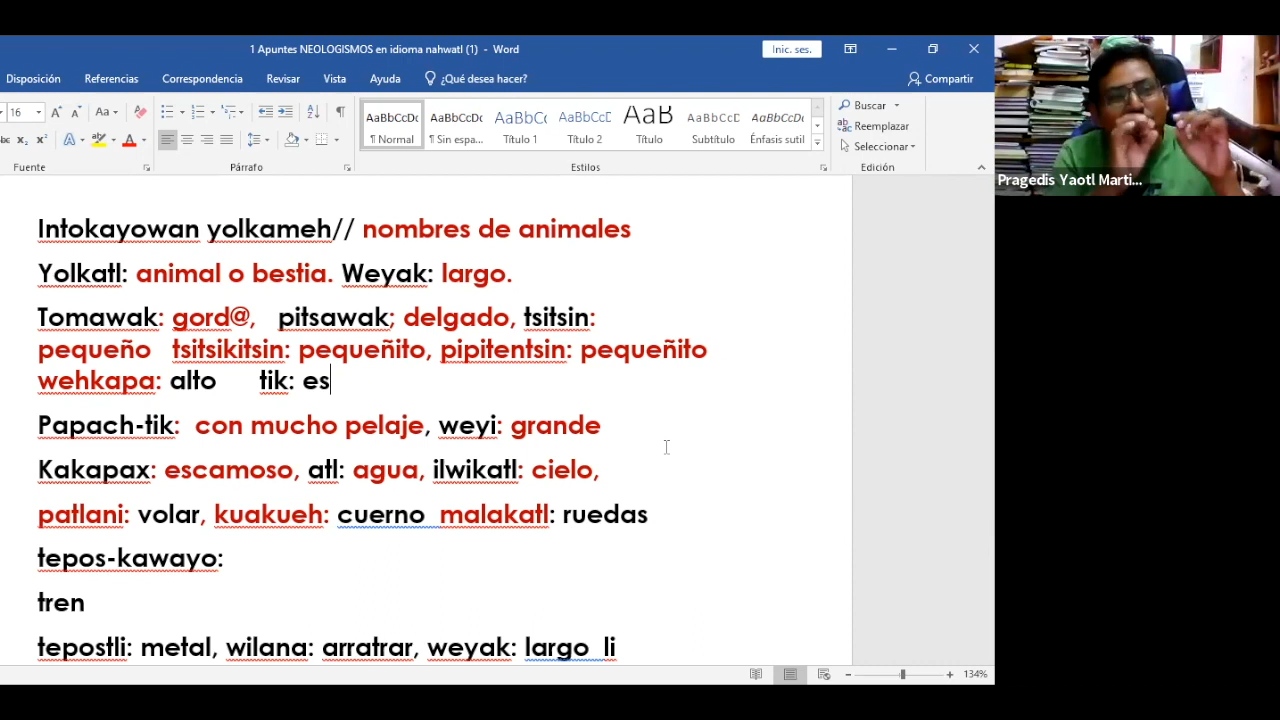 1 Apuntes NEOLOGISMOS en idioma nahwatl (1) - Word
Inic. ses.
Disposición Referencias Correspondencia Revisar Vista Ayuda ¿Qué desea hacer? Compartir
16 Aa
AaBbCcDc AaBbCcDc AaBbCcDc AaBbCcD AaB AaBbCcD AaBbCcDc
¶ Normal ¶ Sin espa... Título 1 Título 2 Título Subtítulo Énfasis sutil
Buscar
Reemplazar
Seleccionar
Fuente Párrafo Estilos Edición
Pragedis Yaotl Marti...
Intokayowan yolkameh// nombres de animales
Yolkatl: animal o bestia. Weyak: largo.
Tomawak: gord@, pitsawak; delgado, tsitsin:
pequeño tsitsikitsin: pequeñito, pipitentsin: pequeñito
wehkapa: alto tik: es
Papach-tik: con mucho pelaje, weyi: grande
Kakapax: escamoso, atl: agua, ilwikatl: cielo,
patlani: volar, kuakueh: cuerno malakatl: ruedas
tepos-kawayo:
tren
tepostli: metal, wilana: arratrar, weyak: largo li
134%